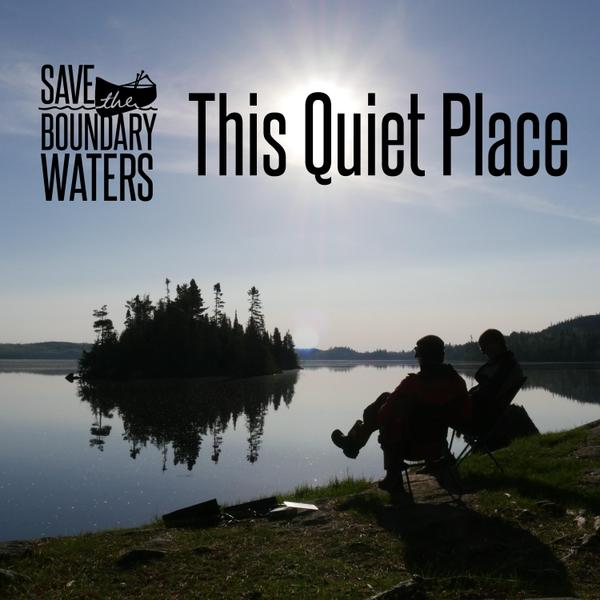 SAVE
the
BOUNDARY
WATERS
This Quiet Place